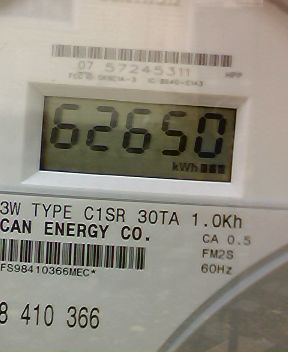 07 57245311
HPP
62650
kWh
3W TYPE C1SR 30TA 1.0Kh
CAN ENERGY CO.
CA 0.5
FM2S
60Hz
FS98410366MEC*
8 410 366